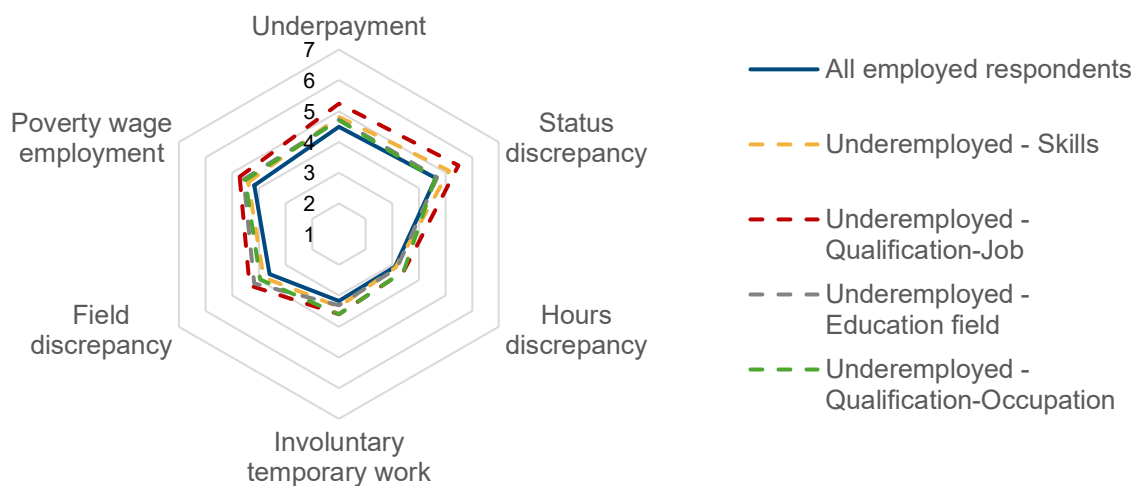 Underpayment
7
6
5
4
3
2
1
Status
discrepancy
Hours
discrepancy
Involuntary
temporary work
Field
discrepancy
Poverty wage
employment
All employed respondents
Underemployed - Skills
Underemployed -
Qualification-Job
Underemployed -
Education field
Underemployed -
Qualification-Occupation